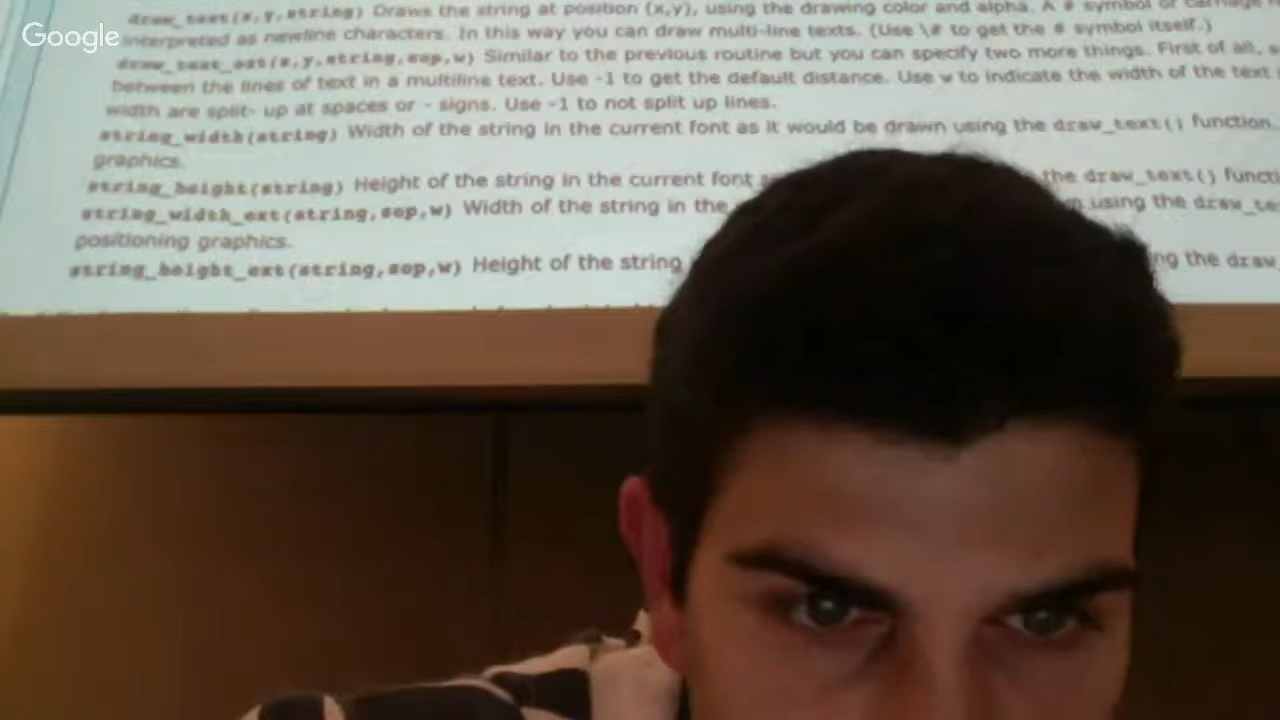 Google
draw_text(x,y,string) Draws the string at position (x,y), using the drawing color and alpha. A # symbol or carriage
interpreted as newline characters. In this way you can draw multi-line texts. (Use \# to get the # symbol itself.)
draw_text_ext(x,y,string,sep,w) Similar to the previous routine but you can specify two more things. First of all,
between the lines of text in a multiline text. Use -1 to get the default distance. Use w to indicate the width of the text
width are split- up at spaces or - signs. Use -1 to not split up lines.
string_width(string) Width of the string in the current font as it would be drawn using the draw_text() function.
graphics.
string_height(string) Height of the string in the current font the draw_text() functi
string_width_ext(string,sep,w) Width of the string in the using the draw_te
positioning graphics.
string_height_ext(string,sep,w) Height of the string ng the draw